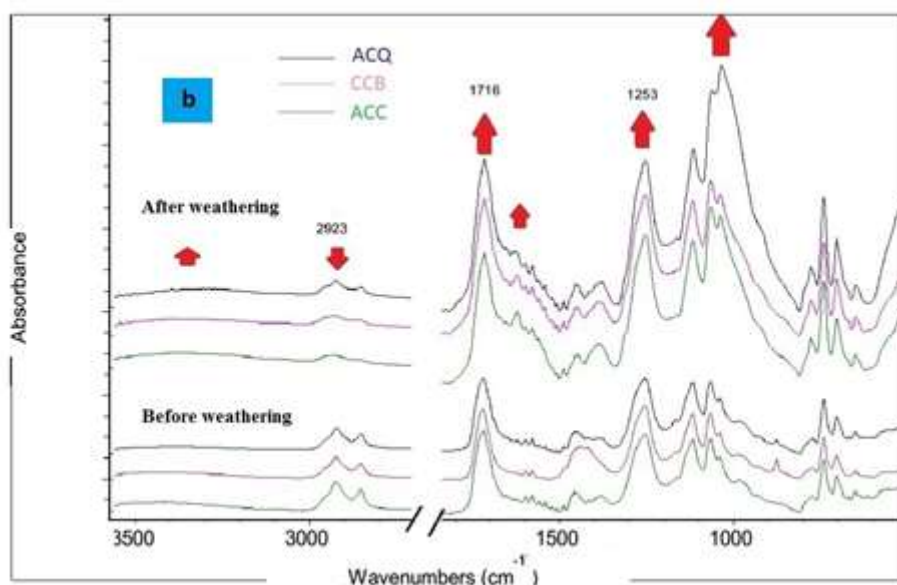 ACQ
b
CCB
ACC
1716
1253
After weathering
2923
Absorbance
Before weathering
3500
3000
1500
1000
Wavenumbers (cm⁻¹)